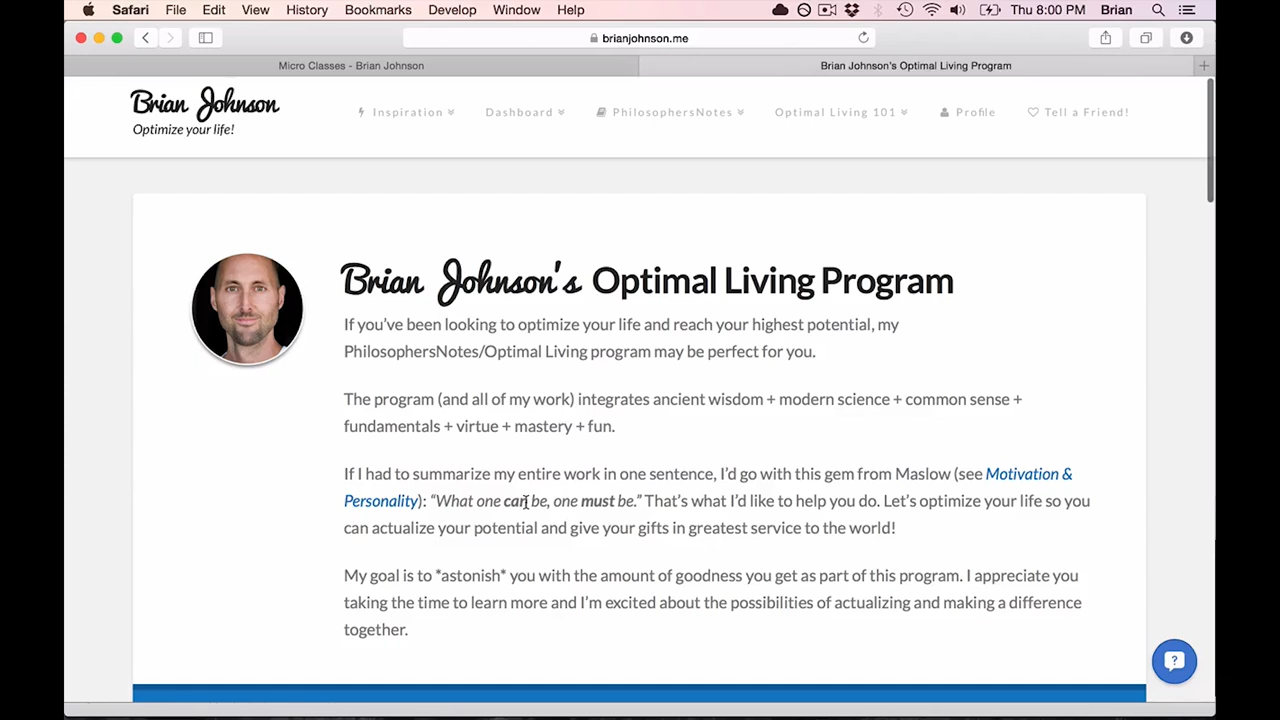 Safari File Edit View History Bookmarks Develop Window Help Thu 8:00 PM Brian
brianjohnson.me
Micro Classes - Brian Johnson Brian Johnson's Optimal Living Program
Brian Johnson
Optimize your life!
Inspiration Dashboard PhilosophersNotes Optimal Living 101 Profile Tell a Friend!
Brian Johnson's Optimal Living Program
If you've been looking to optimize your life and reach your highest potential, my
PhilosophersNotes/Optimal Living program may be perfect for you.
The program (and all of my work) integrates ancient wisdom + modern science + common sense +
fundamentals + virtue + mastery + fun.
If I had to summarize my entire work in one sentence, I'd go with this gem from Maslow (see Motivation &
Personality): “What one can be, one must be.” That's what I'd like to help you do. Let's optimize your life so you
can actualize your potential and give your gifts in greatest service to the world!
My goal is to *astonish* you with the amount of goodness you get as part of this program. I appreciate you
taking the time to learn more and I'm excited about the possibilities of actualizing and making a difference
together.
?